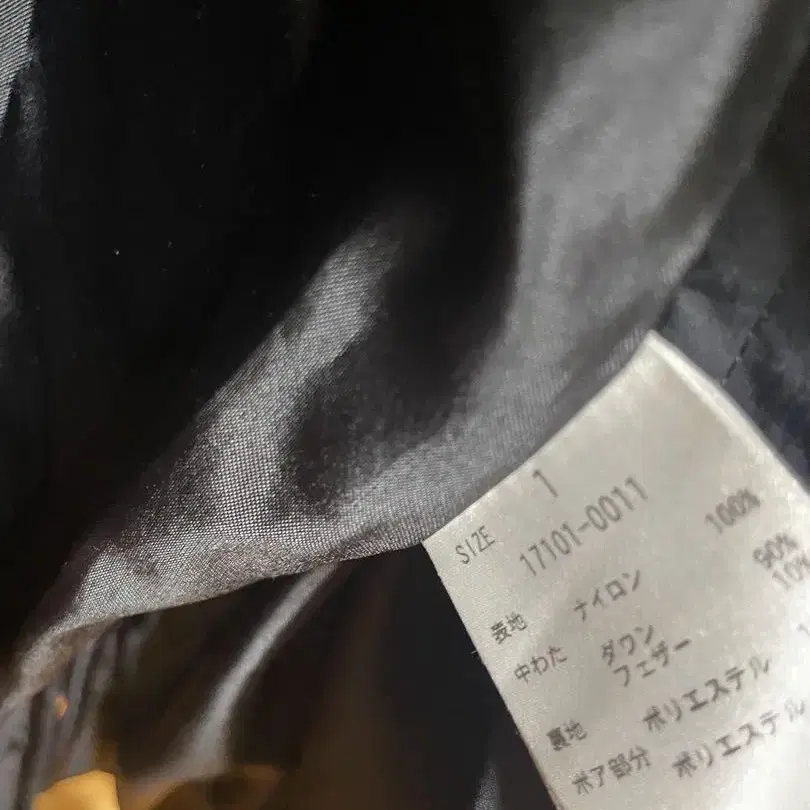 SIZE 1
17101-0011
表地 ナイロン 100%
中わた ダウン 90%
フェザー 10%
裏地 ポリエステル
ボア部分 ポリエステル